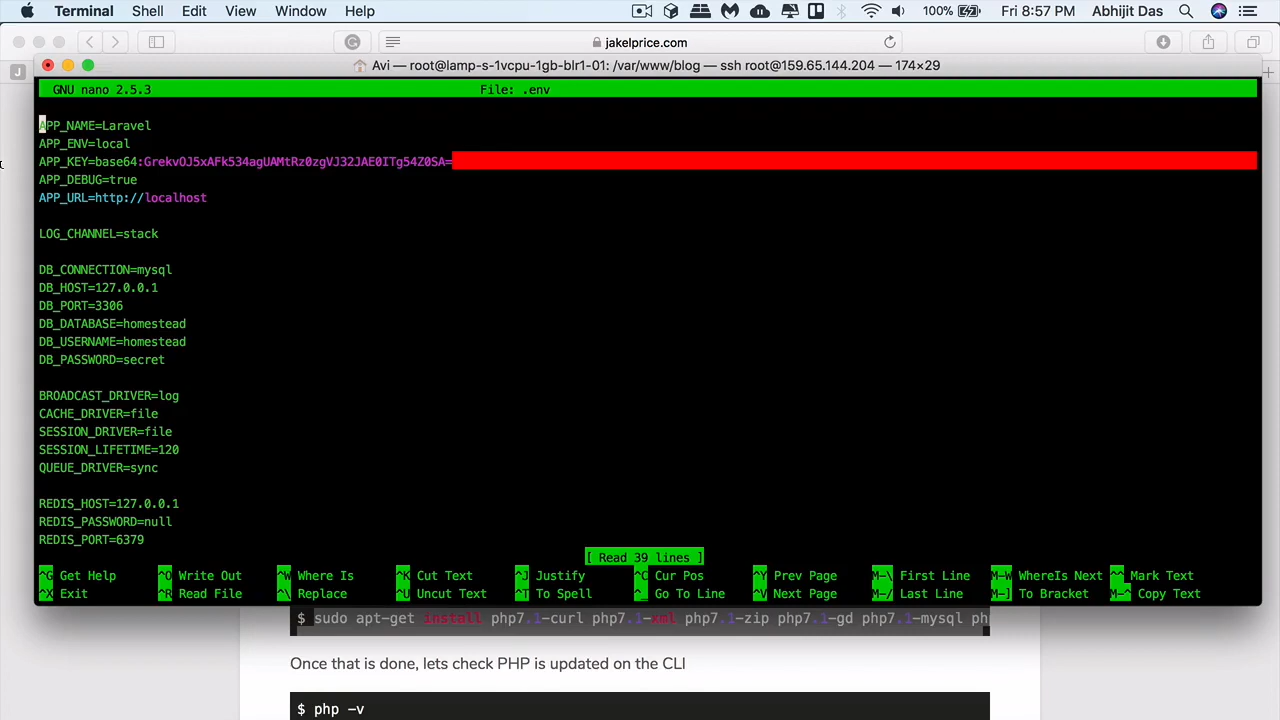 Terminal Shell Edit View Window Help 100% Fri 8:57 PM Abhijit Das
jakelprice.com
J
Avi — root@lamp-s-1vcpu-1gb-blr1-01: /var/www/blog — ssh root@159.65.144.204 — 174×29
GNU nano 2.5.3 File: .env
APP_NAME=Laravel
APP_ENV=local
APP_KEY=base64:GrekvOJ5xAFk534agUAMtRz0zgVJ32JAE0ITg54Z0SA=
APP_DEBUG=true
APP_URL=http://localhost
LOG_CHANNEL=stack
DB_CONNECTION=mysql
DB_HOST=127.0.0.1
DB_PORT=3306
DB_DATABASE=homestead
DB_USERNAME=homestead
DB_PASSWORD=secret
BROADCAST_DRIVER=log
CACHE_DRIVER=file
SESSION_DRIVER=file
SESSION_LIFETIME=120
QUEUE_DRIVER=sync
REDIS_HOST=127.0.0.1
REDIS_PASSWORD=null
REDIS_PORT=6379
[ Read 39 lines ]
^G Get Help ^O Write Out ^W Where Is ^K Cut Text ^J Justify ^C Cur Pos ^Y Prev Page M-\ First Line M-W WhereIs Next ^^ Mark Text
^X Exit ^R Read File ^\ Replace ^U Uncut Text ^T To Spell ^_ Go To Line ^V Next Page M-/ Last Line M-] To Bracket M-^ Copy Text
$ sudo apt-get install php7.1-curl php7.1-xml php7.1-zip php7.1-gd php7.1-mysql ph
Once that is done, lets check PHP is updated on the CLI
$ php -v